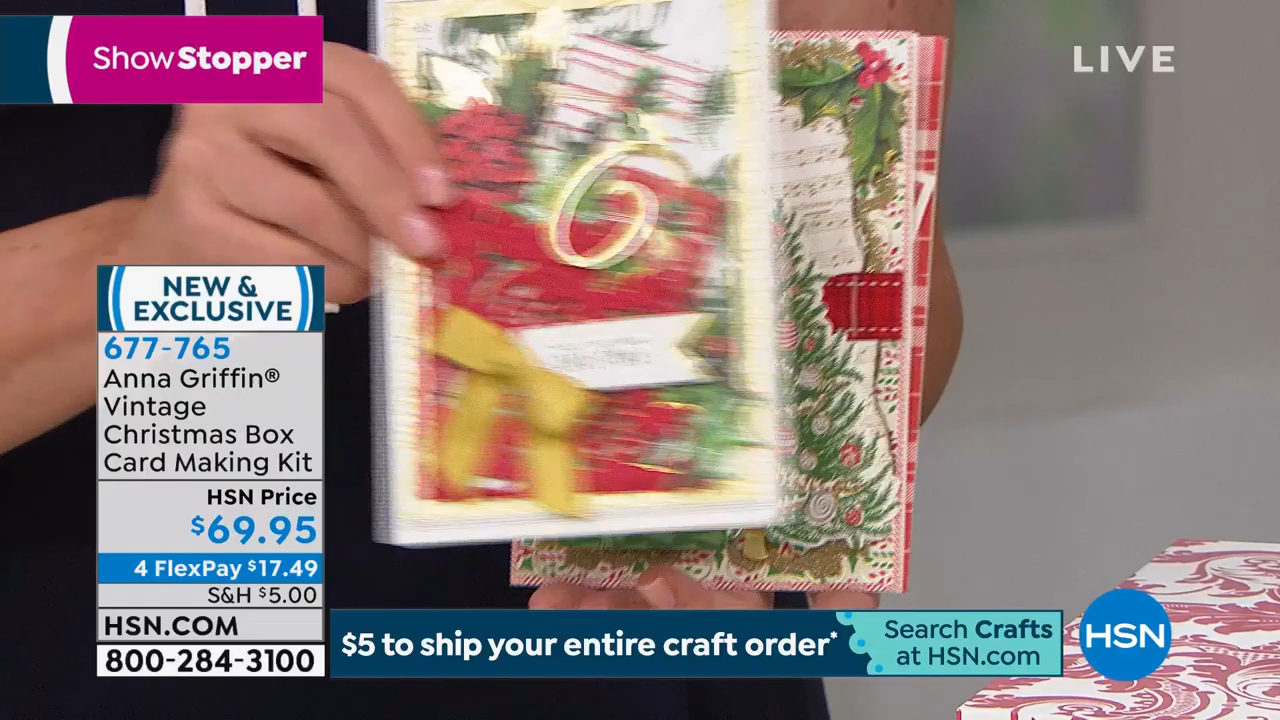 ShowStopper
LIVE
NEW &
EXCLUSIVE
677-765
Anna Griffin®
Vintage
Christmas Box
Card Making Kit
HSN Price
$69.95
4 FlexPay $17.49
S&H $5.00
HSN.COM
800-284-3100
$5 to ship your entire craft order*
Search Crafts
at HSN.com
HSN
6
7